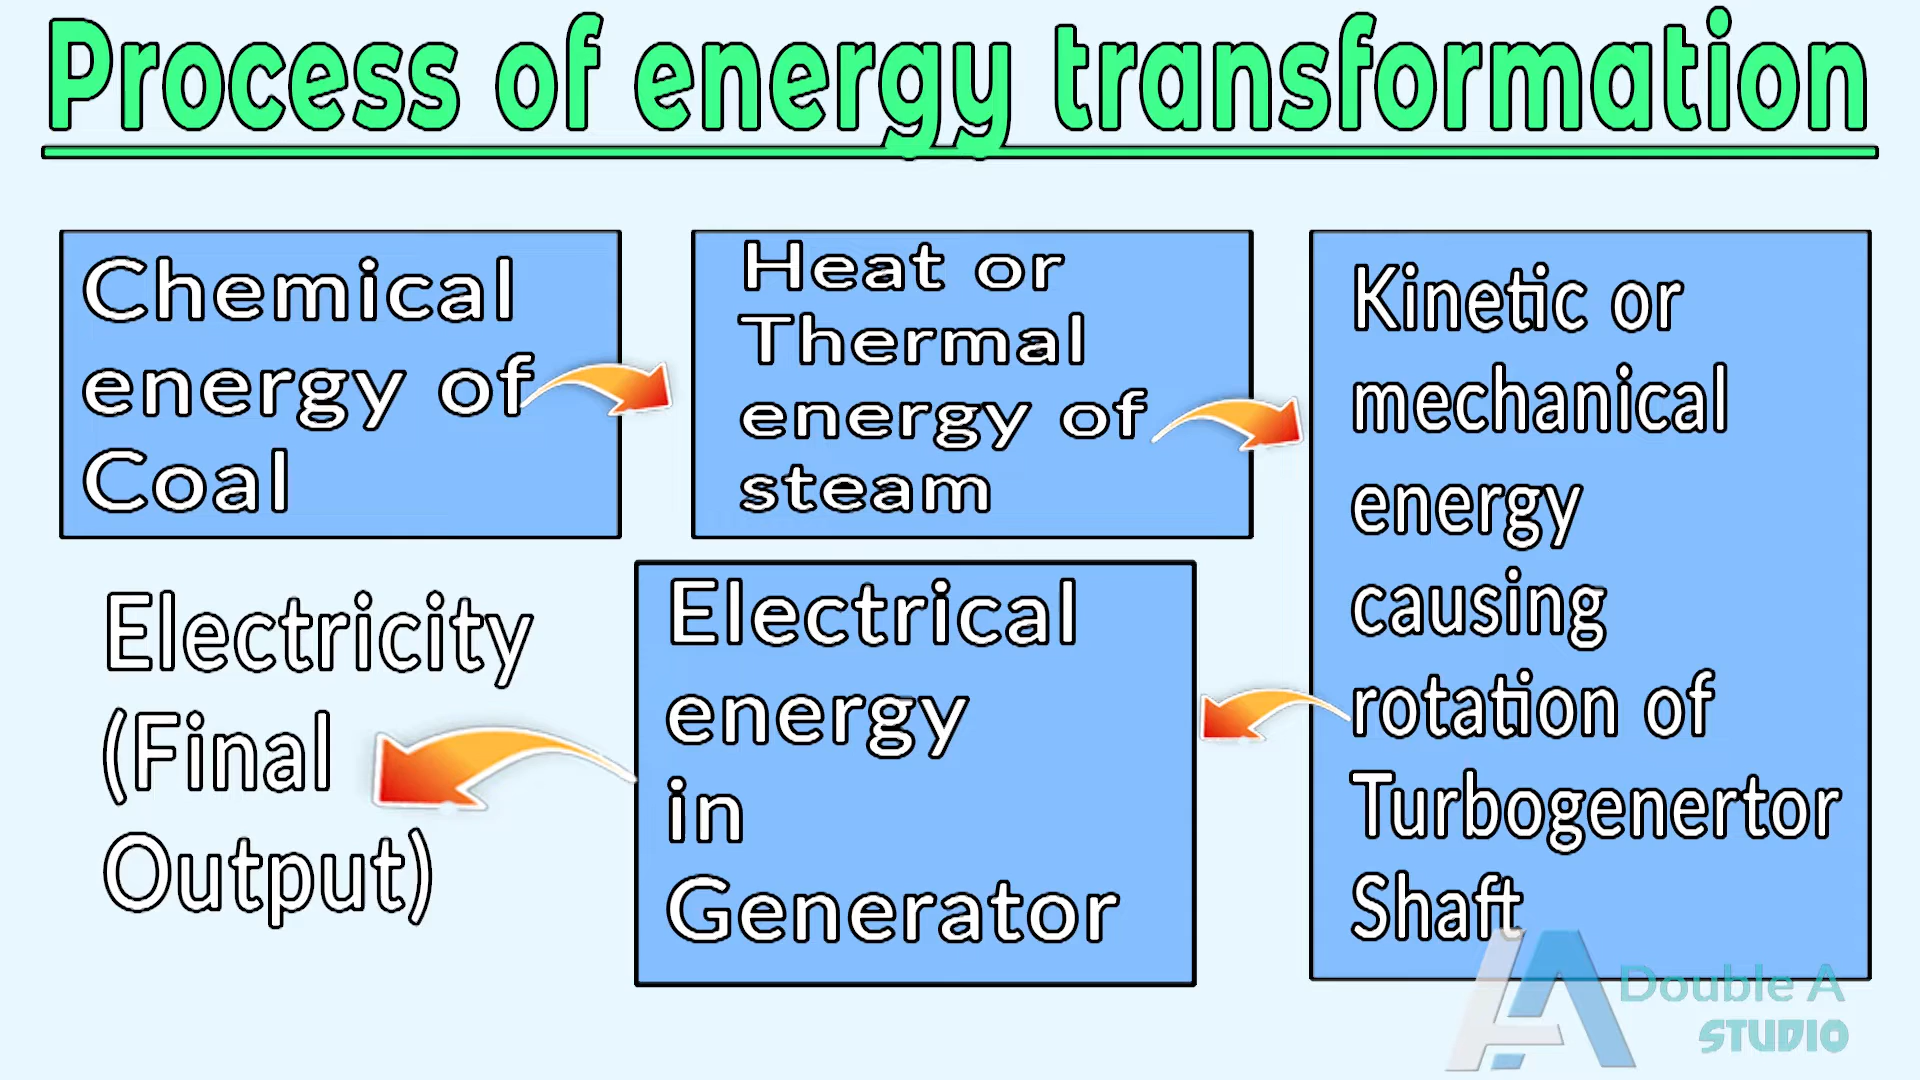 Process of energy transformation
Chemical
energy of
Coal
Heat or
Thermal
energy of
steam
Kinetic or
mechanical
energy
causing
rotation of
Turbogenertor
Shaft
Electrical
energy
in
Generator
Electricity
(Final
Output)
Double A
STUDIO